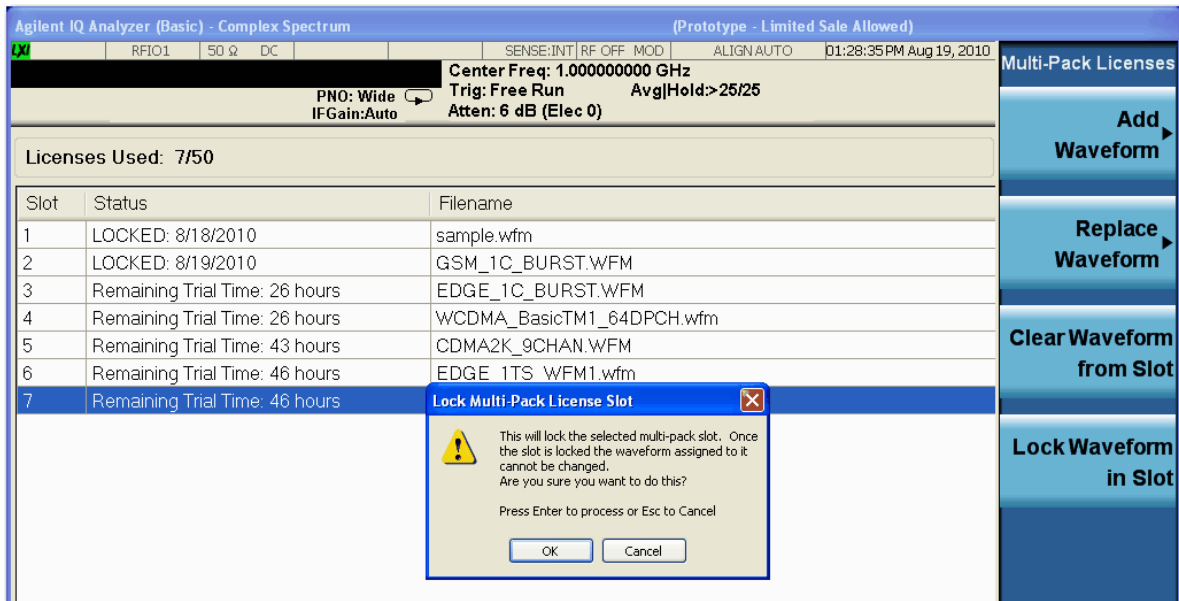 Agilent IQ Analyzer (Basic) - Complex Spectrum (Prototype - Limited Sale Allowed)
LXI RFIO1 50 Ω DC SENSE:INT RF OFF MOD ALIGN AUTO 01:28:35 PM Aug 19, 2010
Center Freq: 1.000000000 GHz
PNO: Wide Trig: Free Run Avg|Hold:>25/25
IFGain:Auto Atten: 6 dB (Elec 0)
Licenses Used: 7/50
Slot Status Filename
1 LOCKED: 8/18/2010 sample.wfm
2 LOCKED: 8/19/2010 GSM_1C_BURST.WFM
3 Remaining Trial Time: 26 hours EDGE_1C_BURST.WFM
4 Remaining Trial Time: 26 hours WCDMA_BasicTM1_64DPCH.wfm
5 Remaining Trial Time: 43 hours CDMA2K_9CHAN.WFM
6 Remaining Trial Time: 46 hours EDGE_1TS_WFM1.wfm
7 Remaining Trial Time: 46 hours
Lock Multi-Pack License Slot
This will lock the selected multi-pack slot. Once
the slot is locked the waveform assigned to it
cannot be changed.
Are you sure you want to do this?
Press Enter to process or Esc to Cancel
OK Cancel
Multi-Pack Licenses
Add
Waveform
Replace
Waveform
Clear Waveform
from Slot
Lock Waveform
in Slot